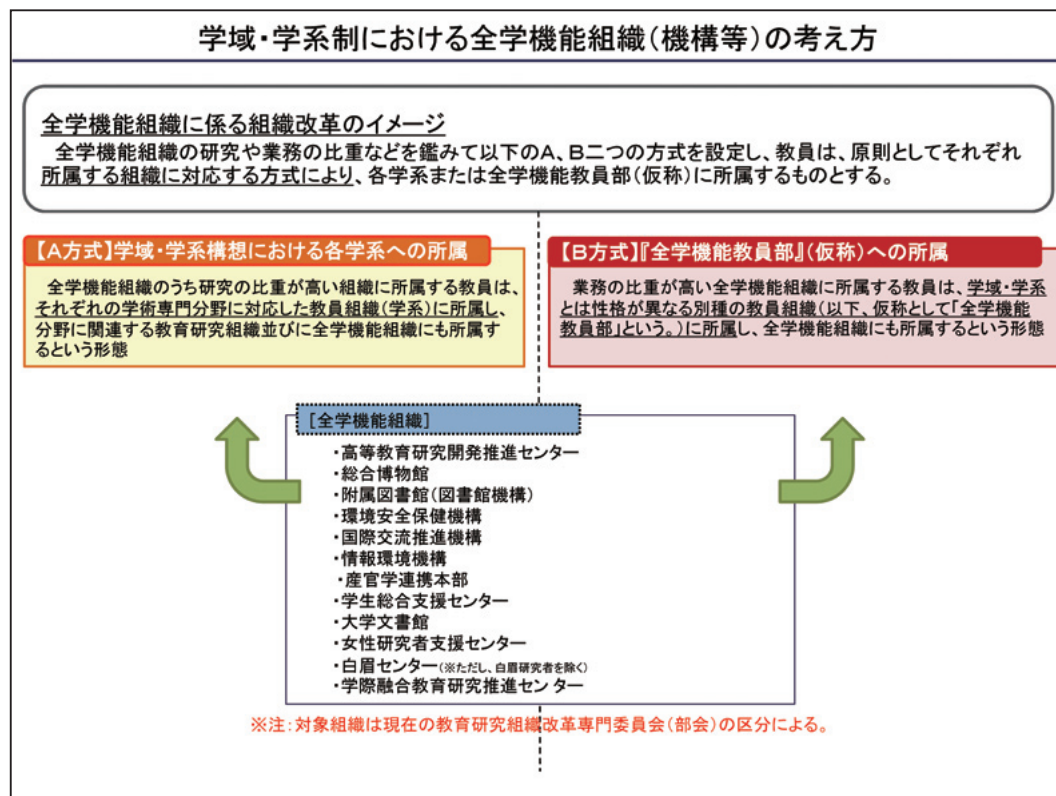 学域・学系制における全学機能組織(機構等)の考え方
全学機能組織に係る組織改革のイメージ
全学機能組織の研究や業務の比重などを鑑みて以下のA、B二つの方式を設定し、教員は、原則としてそれぞれ
所属する組織に対応する方式により、各学系または全学機能教員部(仮称)に所属するものとする。
【A方式】学域・学系構想における各学系への所属
全学機能組織のうち研究の比重が高い組織に所属する教員は、
それぞれの学術専門分野に対応した教員組織(学系)に所属し、
分野に関連する教育研究組織並びに全学機能組織にも所属す
るという形態
【B方式】『全学機能教員部』(仮称)への所属
業務の比重が高い全学機能組織に所属する教員は、学域・学系
とは性格が異なる別種の教員組織(以下、仮称として「全学機能
教員部」という。)に所属し、全学機能組織にも所属するという形態
[全学機能組織]
・高等教育研究開発推進センター
・総合博物館
・附属図書館(図書館機構)
・環境安全保健機構
・国際交流推進機構
・情報環境機構
・産官学連携本部
・学生総合支援センター
・大学文書館
・女性研究者支援センター
・白眉センター(※ただし、白眉研究者を除く)
・学際融合教育研究推進センター
※注:対象組織は現在の教育研究組織改革専門委員会(部会)の区分による。